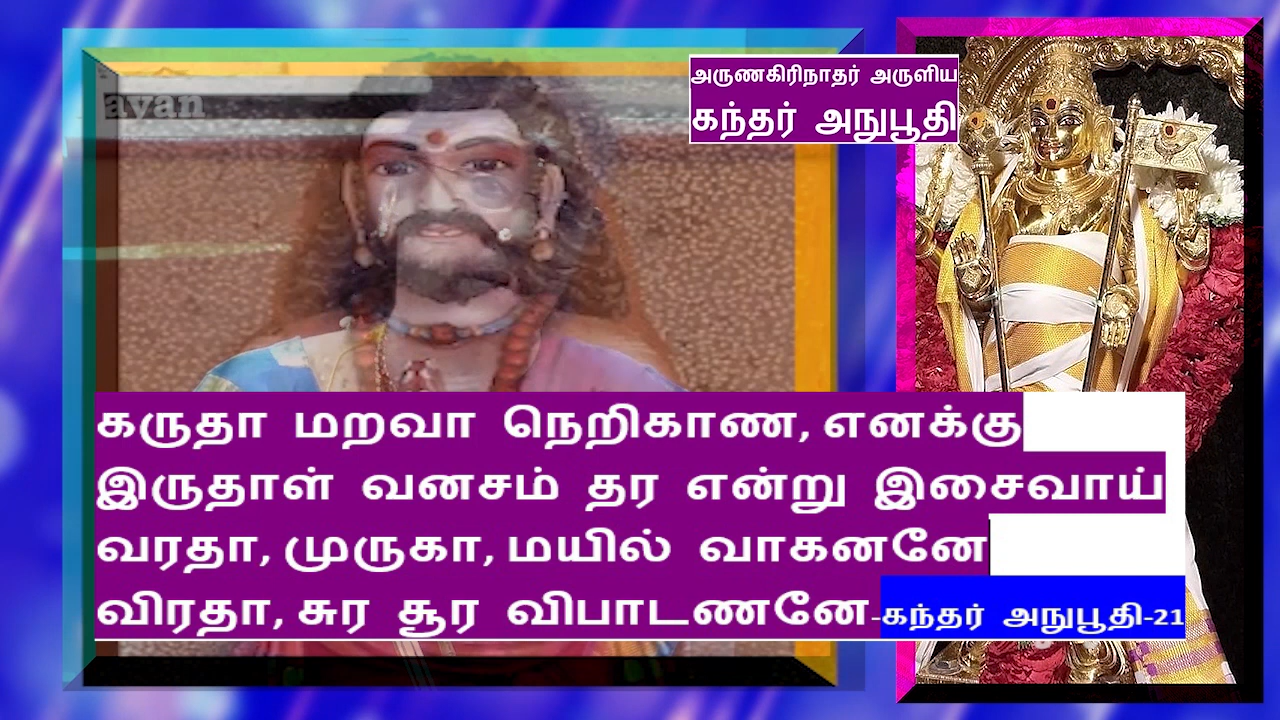 ayan
அருணகிரிநாதர் அருளிய
கந்தர் அநுபூதி
கருதா மறவா நெறிகாண, எனக்கு
இருதாள் வனசம் தர என்று இசைவாய்
வரதா, முருகா, மயில் வாகனனே
விரதா, சுர சூர விபாடணனே-கந்தர் அநுபூதி-21